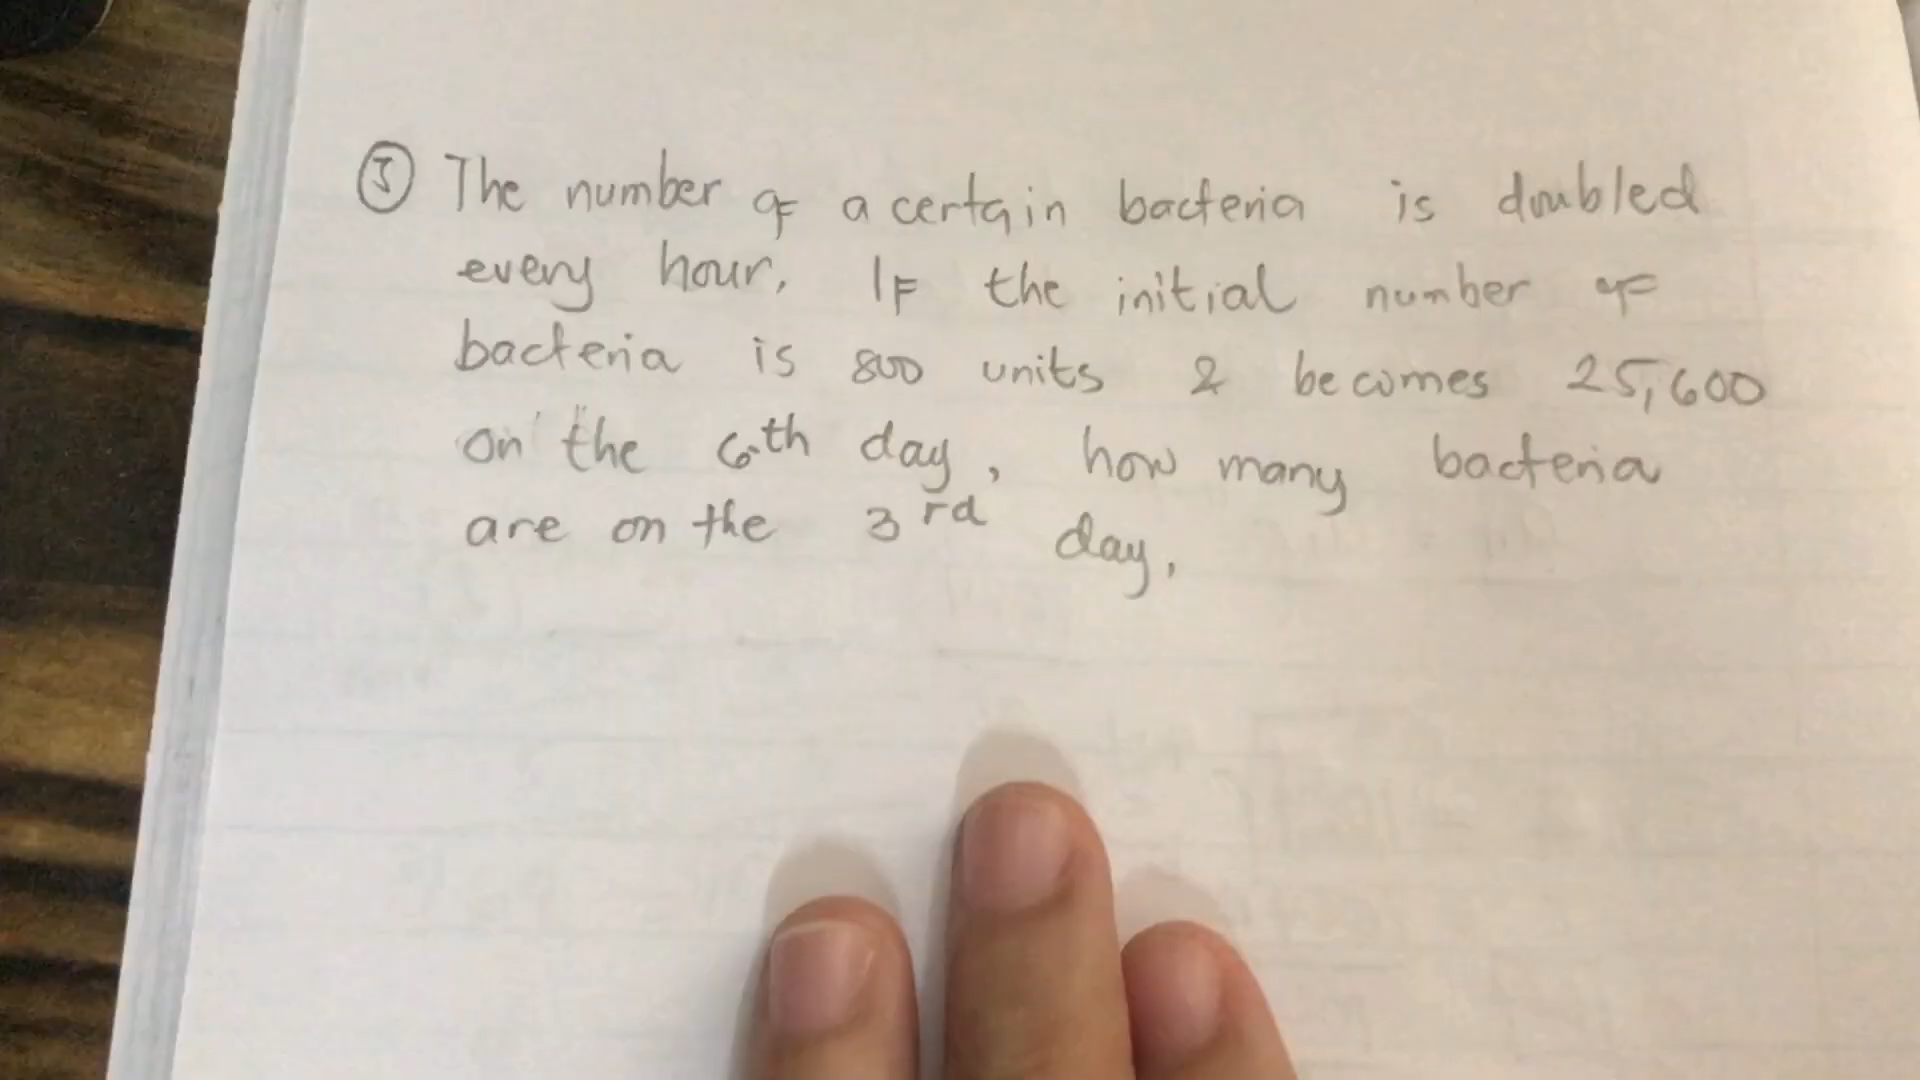 ③ The number of a certain bacteria is doubled
every hour. If the initial number of
bacteria is 800 units & becomes 25,600
on the 6th day, how many bacteria
are on the 3rd day.